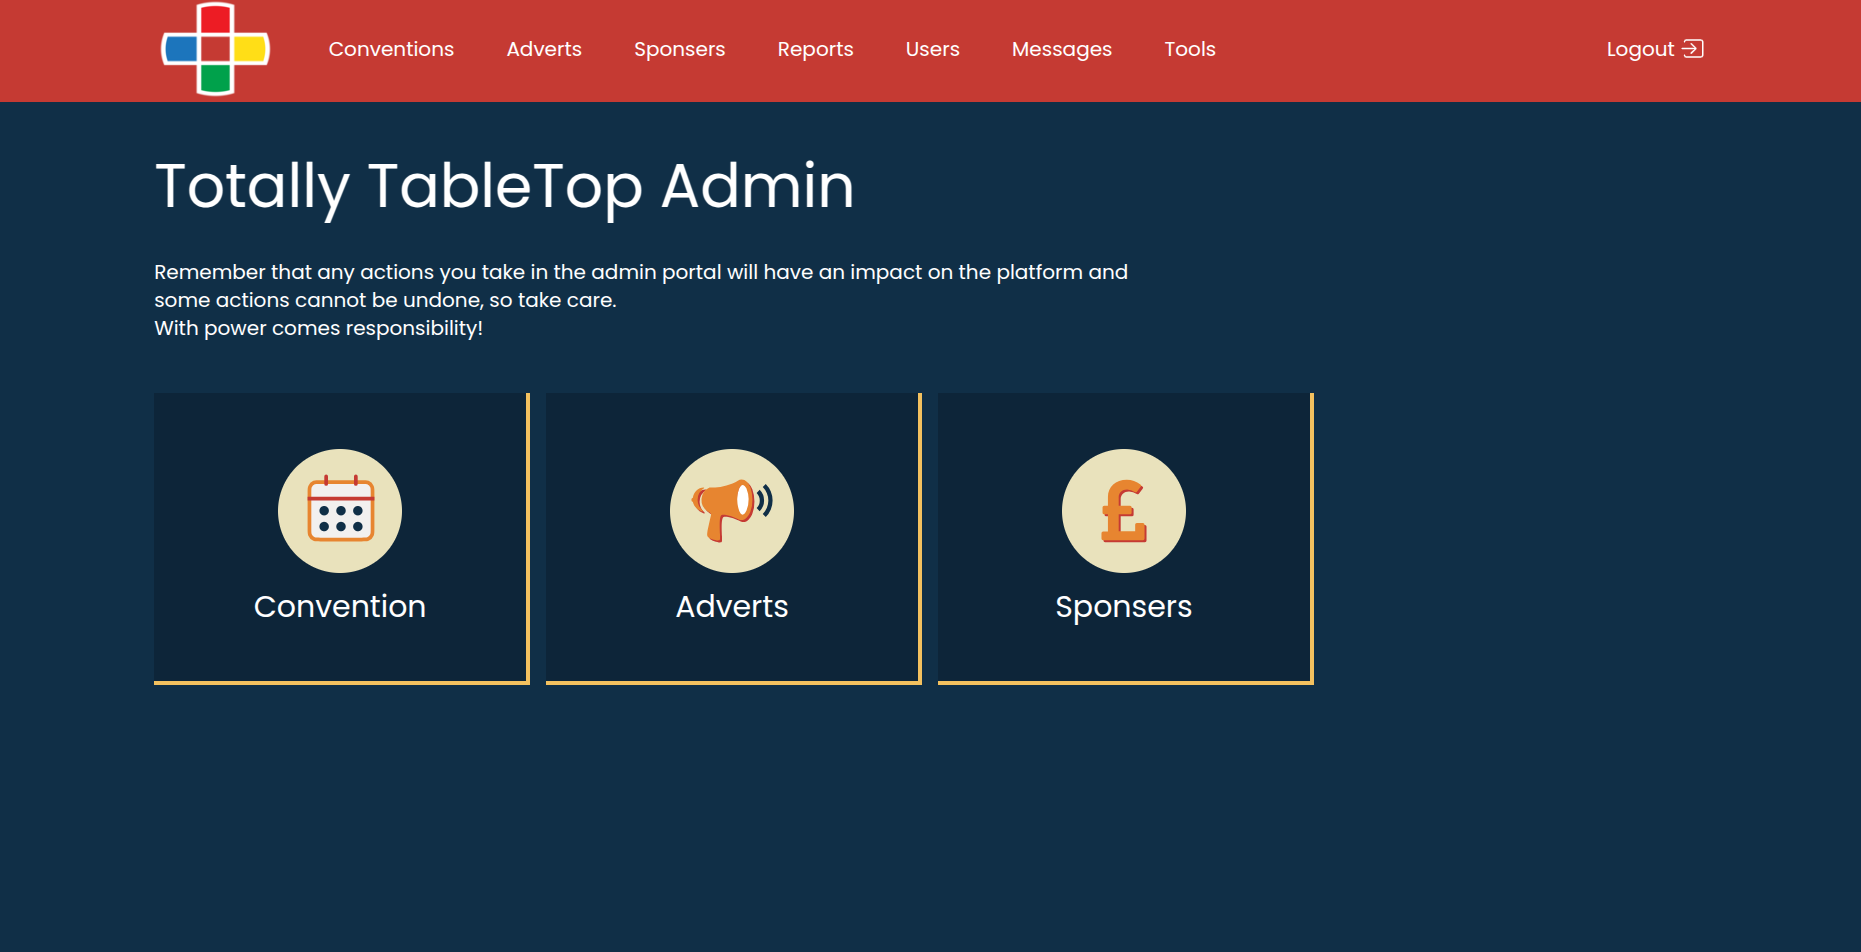 Conventions Adverts Sponsers Reports Users Messages Tools Logout
Totally TableTop Admin
Remember that any actions you take in the admin portal will have an impact on the platform and
some actions cannot be undone, so take care.
With power comes responsibility!
£
Convention
Adverts
Sponsers